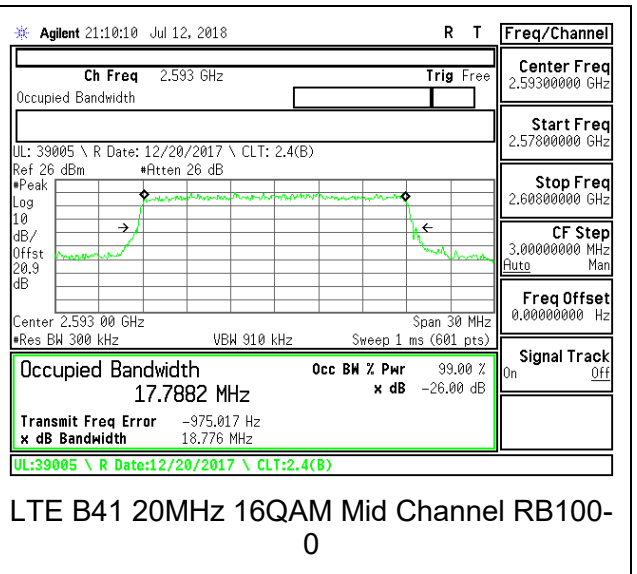 Agilent 21:10:10 Jul 12, 2018 R T Freq/Channel
Ch Freq 2.593 GHz Trig Free
Occupied Bandwidth
Center Freq
2.59300000 GHz
Start Freq
2.57800000 GHz
Stop Freq
2.60800000 GHz
CF Step
3.00000000 MHz
Auto Man
Freq Offset
0.00000000 Hz
Signal Track
On Off
UL: 39005 \ R Date: 12/20/2017 \ CLT: 2.4(B)
Ref 26 dBm #Atten 26 dB
#Peak
Log
10
dB/
Offst
20.9
dB
Center 2.593 00 GHz Span 30 MHz
#Res BW 300 kHz VBW 910 kHz Sweep 1 ms (601 pts)
Occupied Bandwidth Occ BW % Pwr 99.00 %
17.7882 MHz x dB -26.00 dB
Transmit Freq Error -975.017 Hz
x dB Bandwidth 18.776 MHz
UL:39005 \ R Date:12/20/2017 \ CLT:2.4(B)
LTE B41 20MHz 16QAM Mid Channel RB100-
0